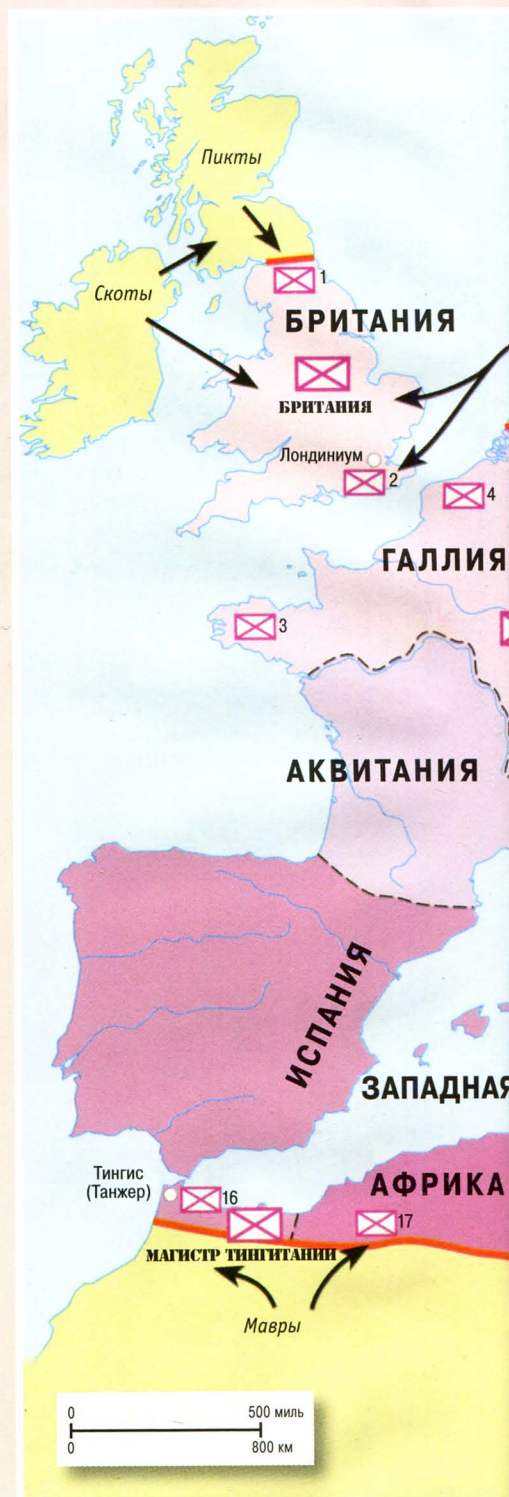 Пикты
Скоты
1
БРИТАНИЯ
БРИТАНИЯ
Лондиниум
2
4
ГАЛЛИЯ
3
АКВИТАНИЯ
ИСПАНИЯ
ЗАПАДНАЯ
Тингис
(Танжер)
16
АФРИКА
17
МАГИСТР ТИНГИТАНИИ
Мавры
0 500 миль
0 800 км